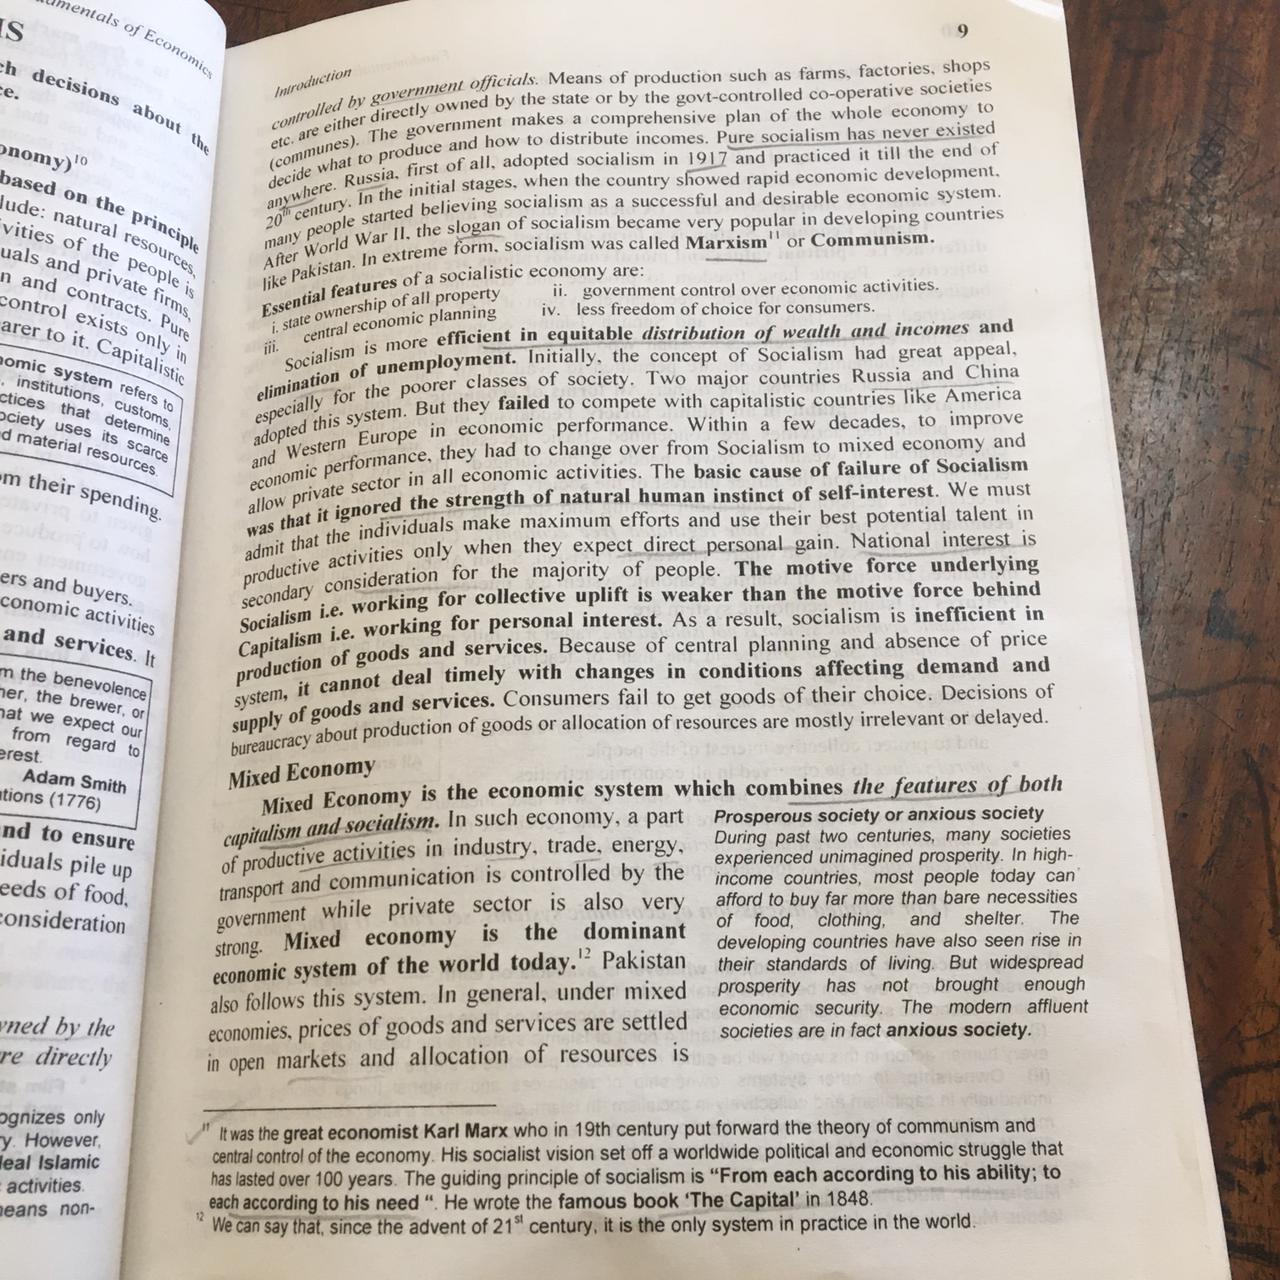 amentals of Economics
IS
ch decisions about the
ce.
onomy)10
based on the principle
lude: natural resources,
vities of the people is
uals and private firms,
n and contracts. Pure
control exists only in
arer to it. Capitalistic
nomic system refers to
, institutions, customs,
ctices that determine
ociety uses its scarce
d material resources.
om their spending.
ers and buyers.
conomic activities
and services. It
m the benevolence
her, the brewer, or
hat we expect our
from regard to
erest.
Adam Smith
tions (1776)
nd to ensure
iduals pile up
eeds of food,
consideration
vned by the
re directly
ognizes only
y. However,
deal Islamic
activities.
neans non-
Introduction
9
controlled by government officials. Means of production such as farms, factories, shops
etc. are either directly owned by the state or by the govt-controlled co-operative societies
(communes). The government makes a comprehensive plan of the whole economy to
decide what to produce and how to distribute incomes. Pure socialism has never existed
anywhere. Russia, first of all, adopted socialism in 1917 and practiced it till the end of
20th century. In the initial stages, when the country showed rapid economic development,
many people started believing socialism as a successful and desirable economic system.
After World War II, the slogan of socialism became very popular in developing countries
like Pakistan. In extreme form, socialism was called Marxism11 or Communism.
Essential features of a socialistic economy are:
i. state ownership of all property ii. government control over economic activities.
iii. central economic planning iv. less freedom of choice for consumers.
Socialism is more efficient in equitable distribution of wealth and incomes and
elimination of unemployment. Initially, the concept of Socialism had great appeal,
especially for the poorer classes of society. Two major countries Russia and China
adopted this system. But they failed to compete with capitalistic countries like America
and Western Europe in economic performance. Within a few decades, to improve
economic performance, they had to change over from Socialism to mixed economy and
allow private sector in all economic activities. The basic cause of failure of Socialism
was that it ignored the strength of natural human instinct of self-interest. We must
admit that the individuals make maximum efforts and use their best potential talent in
productive activities only when they expect direct personal gain. National interest is
secondary consideration for the majority of people. The motive force underlying
Socialism i.e. working for collective uplift is weaker than the motive force behind
Capitalism i.e. working for personal interest. As a result, socialism is inefficient in
production of goods and services. Because of central planning and absence of price
system, it cannot deal timely with changes in conditions affecting demand and
supply of goods and services. Consumers fail to get goods of their choice. Decisions of
bureaucracy about production of goods or allocation of resources are mostly irrelevant or delayed.
Mixed Economy
Mixed Economy is the economic system which combines the features of both
capitalism and socialism. In such economy, a part
of productive activities in industry, trade, energy,
transport and communication is controlled by the
government while private sector is also very
strong. Mixed economy is the dominant
economic system of the world today.12 Pakistan
also follows this system. In general, under mixed
economies, prices of goods and services are settled
in open markets and allocation of resources is
Prosperous society or anxious society
During past two centuries, many societies
experienced unimagined prosperity. In high-
income countries, most people today can
afford to buy far more than bare necessities
of food, clothing, and shelter. The
developing countries have also seen rise in
their standards of living. But widespread
prosperity has not brought enough
economic security. The modern affluent
societies are in fact anxious society.
11 It was the great economist Karl Marx who in 19th century put forward the theory of communism and
central control of the economy. His socialist vision set off a worldwide political and economic struggle that
has lasted over 100 years. The guiding principle of socialism is “From each according to his ability; to
each according to his need “. He wrote the famous book ‘The Capital’ in 1848.
12 We can say that, since the advent of 21st century, it is the only system in practice in the world.